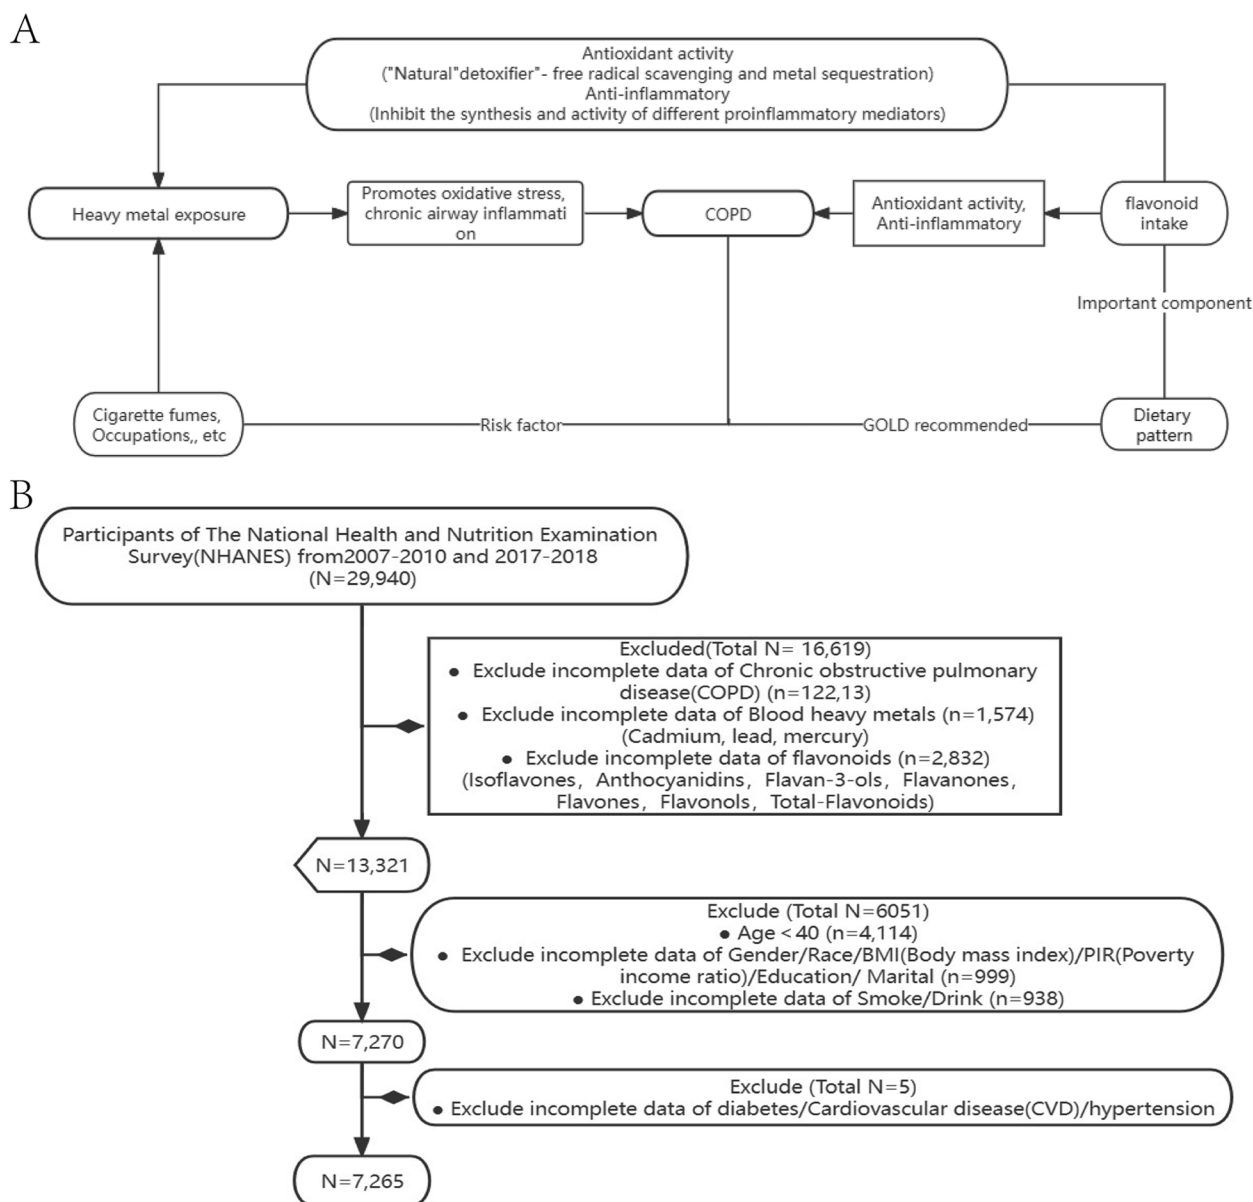 A
Antioxidant activity
("Natural"detoxifier"- free radical scavenging and metal sequestration)
Anti-inflammatory
(Inhibit the synthesis and activity of different proinflammatory mediators)
Heavy metal exposure
Promotes oxidative stress,
chronic airway inflammati
on
COPD
Antioxidant activity,
Anti-inflammatory
flavonoid
intake
Important component
Cigarette fumes,
Occupations,, etc
Risk factor
GOLD recommended
Dietary
pattern
B
Participants of The National Health and Nutrition Examination
Survey(NHANES) from2007-2010 and 2017-2018
(N=29,940)
Excluded(Total N= 16,619)
● Exclude incomplete data of Chronic obstructive pulmonary
disease(COPD) (n=122,13)
● Exclude incomplete data of Blood heavy metals (n=1,574)
(Cadmium, lead, mercury)
● Exclude incomplete data of flavonoids (n=2,832)
(Isoflavones, Anthocyanidins, Flavan-3-ols, Flavanones,
Flavones, Flavonols, Total-Flavonoids)
N=13,321
Exclude (Total N=6051)
● Age<40 (n=4,114)
● Exclude incomplete data of Gender/Race/BMI(Body mass index)/PIR(Poverty
income ratio)/Education/ Marital (n=999)
● Exclude incomplete data of Smoke/Drink (n=938)
N=7,270
Exclude (Total N=5)
● Exclude incomplete data of diabetes/Cardiovascular disease(CVD)/hypertension
N=7,265